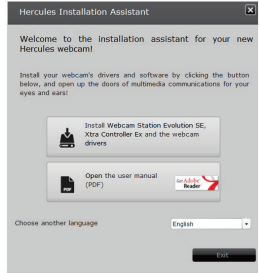 Hercules Installation Assistant
Welcome to the installation assistant for your new
Hercules webcam!
Install your webcam's drivers and software by clicking the button
below, and open up the doors of multimedia communications for your
eyes and ears!
Install Webcam Station Evolution SE,
Xtra Controller Ex and the webcam
drivers
Open the user manual
(PDF)
PDF
Get Adobe
Reader
Choose another language
English
Exit